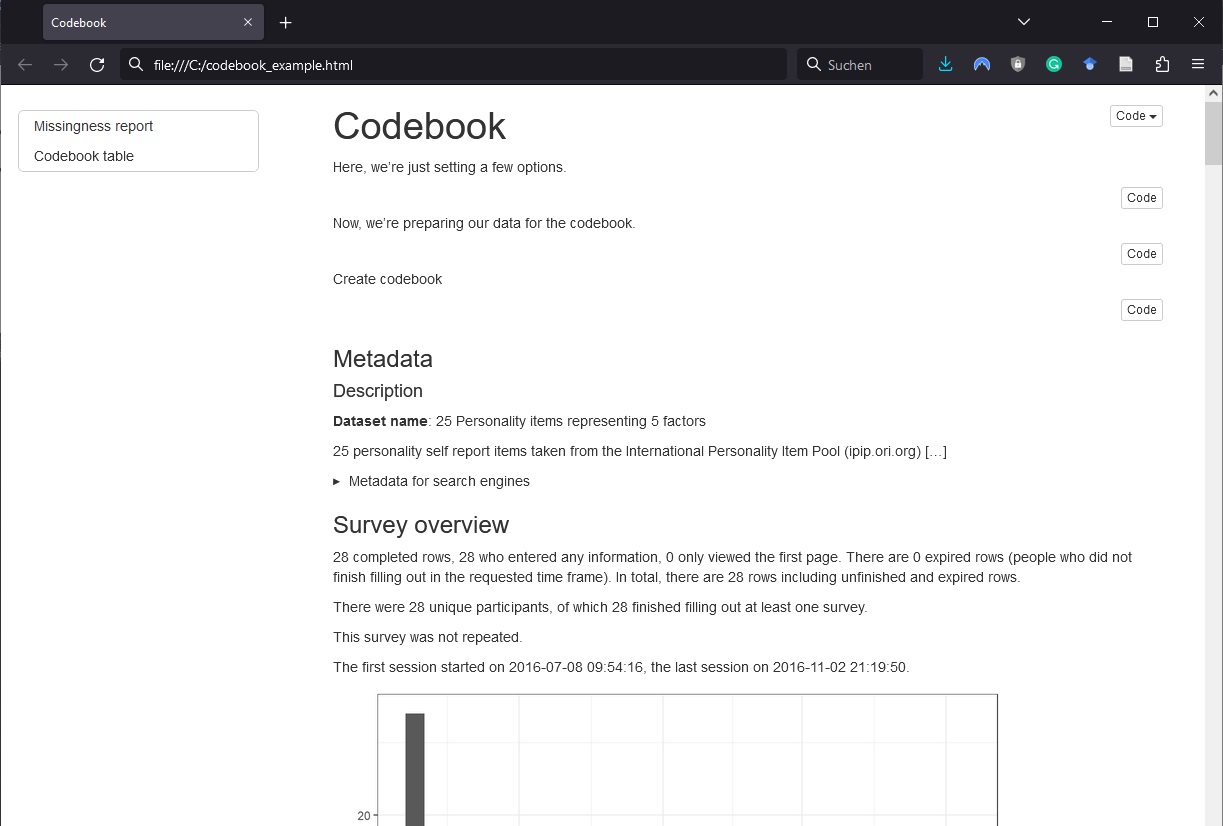 Codebook
file:///C:/codebook_example.html
Suchen
Missingness report
Codebook table
Codebook
Code
Here, we're just setting a few options.
Code
Now, we're preparing our data for the codebook.
Code
Create codebook
Code
Metadata
Description
Dataset name: 25 Personality items representing 5 factors
25 personality self report items taken from the International Personality Item Pool (ipip.ori.org) […]
Metadata for search engines
Survey overview
28 completed rows, 28 who entered any information, 0 only viewed the first page. There are 0 expired rows (people who did not
finish filling out in the requested time frame). In total, there are 28 rows including unfinished and expired rows.
There were 28 unique participants, of which 28 finished filling out at least one survey.
This survey was not repeated.
The first session started on 2016-07-08 09:54:16, the last session on 2016-11-02 21:19:50.
20